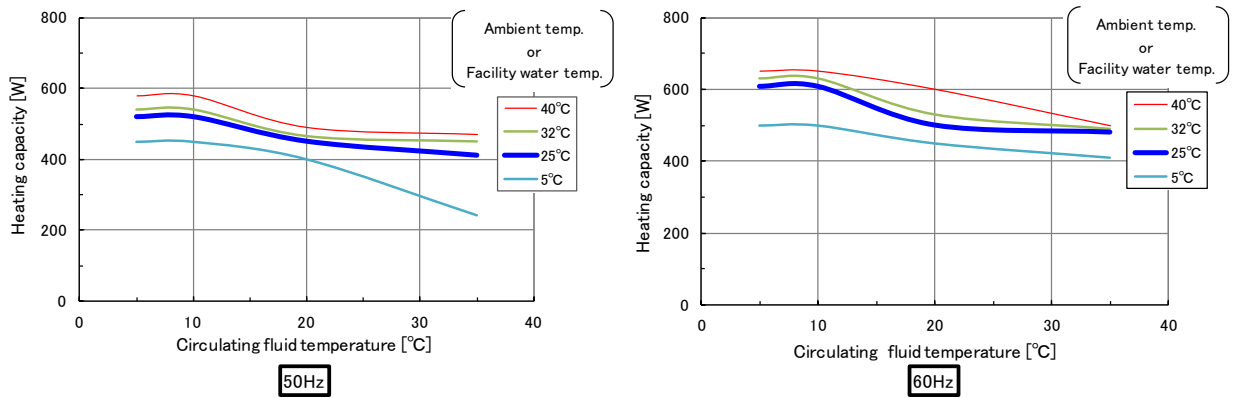 800
600
400
200
0
0
10
20
30
40
Heating capacity [W]
Circulating fluid temperature [℃]
Ambient temp.
or
Facility water temp.
40℃
32℃
25℃
5℃
50Hz
800
600
400
200
0
0
10
20
30
40
Heating capacity [W]
Circulating fluid temperature [℃]
Ambient temp.
or
Facility water temp.
40℃
32℃
25℃
5℃
60Hz